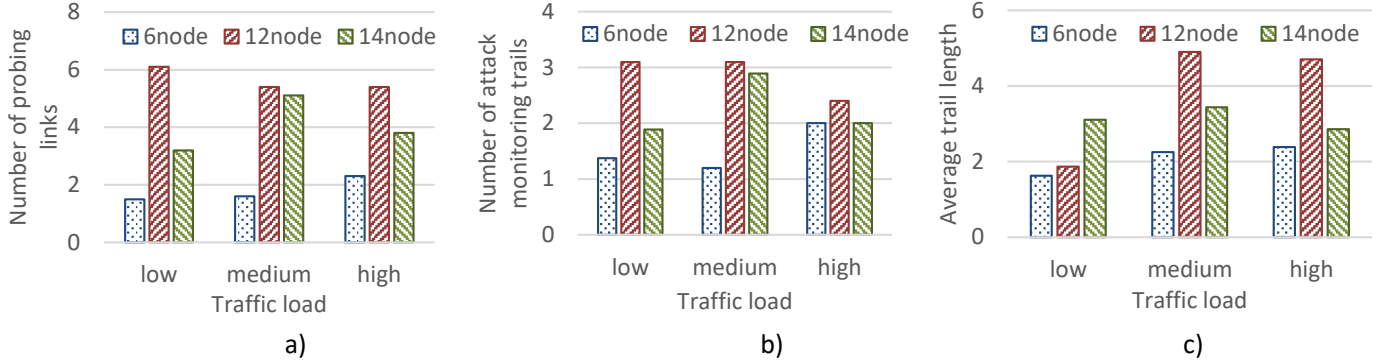 Number of probing
links
8
6
4
2
0
6node 12node 14node
low medium high
Traffic load
a)
Number of attack
monitoring trails
4
3
2
1
0
6node 12node 14node
low medium high
Traffic load
b)
Average trail length
6
4
2
0
6node 12node 14node
low medium high
Traffic load
c)